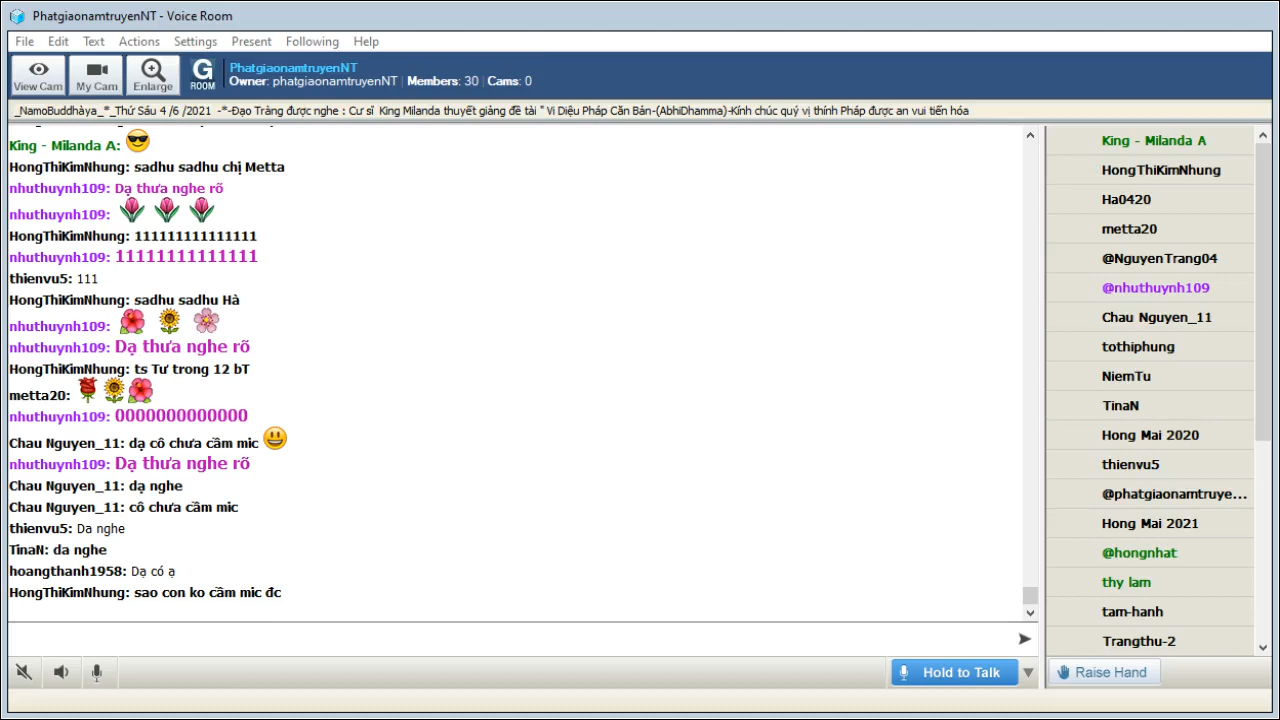 PhatgiaonamtruyenNT - Voice Room
File Edit Text Actions Settings Present Following Help
View Cam
My Cam
Enlarge
G ROOM
PhatgiaonamtruyenNT
Owner: phatgiaonamtruyenNT | Members: 30 | Cams: 0
_NamoBuddhàya_*_Thứ Sáu 4 /6 /2021 -*-Đạo Tràng được nghe : Cư sĩ King Milanda thuyết giảng đề tài " Vi Diệu Pháp Căn Bản-(AbhiDhamma)-Kính chúc quý vị thính Pháp được an vui tiến hóa
King - Milanda A:
HongThiKimNhung: sadhu sadhu chị Metta
nhuthuynh109: Dạ thưa nghe rõ
nhuthuynh109:
HongThiKimNhung: 111111111111111
nhuthuynh109: 11111111111111
thienvu5: 111
HongThiKimNhung: sadhu sadhu Hà
nhuthuynh109:
nhuthuynh109: Dạ thưa nghe rõ
HongThiKimNhung: ts Tư trong 12 bT
metta20:
nhuthuynh109: 0000000000000
Chau Nguyen_11: dạ cô chưa cầm mic
nhuthuynh109: Dạ thưa nghe rõ
Chau Nguyen_11: dạ nghe
Chau Nguyen_11: cô chưa cầm mic
thienvu5: Da nghe
TinaN: da nghe
hoangthanh1958: Dạ có ạ
HongThiKimNhung: sao con ko cầm mic đc
King - Milanda A
HongThiKimNhung
Ha0420
metta20
@NguyenTrang04
@nhuthuynh109
Chau Nguyen_11
tothiphung
NiemTu
TinaN
Hong Mai 2020
thienvu5
@phatgiaonamtruye...
Hong Mai 2021
@hongnhat
thy lam
tam-hanh
Trangthu-2
Hold to Talk
Raise Hand